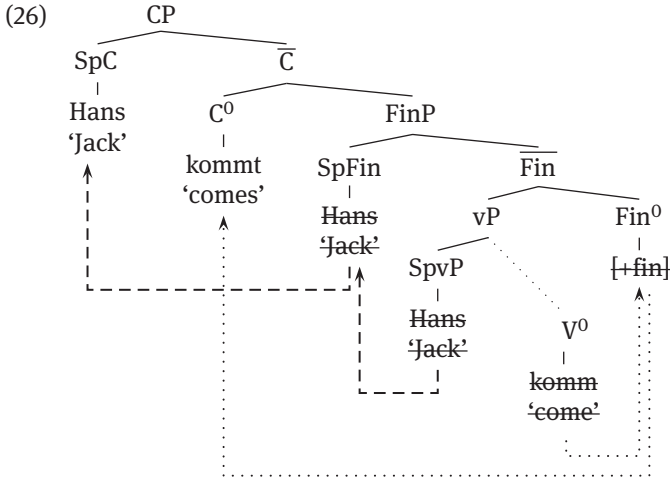 (26) CP
SpC C̅
Hans C⁰ FinP
‘Jack’ kommt SpFin F̅i̅n̅
‘comes’ Hans vP Fin⁰
‘Jack’ SpvP [+fin]
Hans V⁰
‘Jack’ komm
‘come’